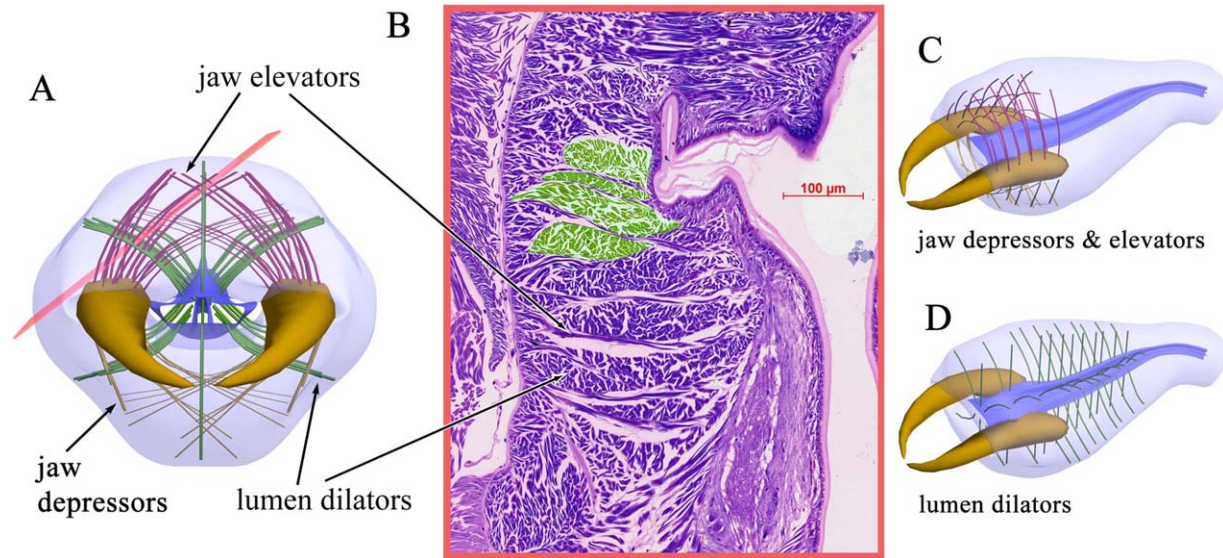 A
B
C
D
jaw elevators
100 µm
jaw depressors & elevators
jaw
depressors
lumen dilators
lumen dilators